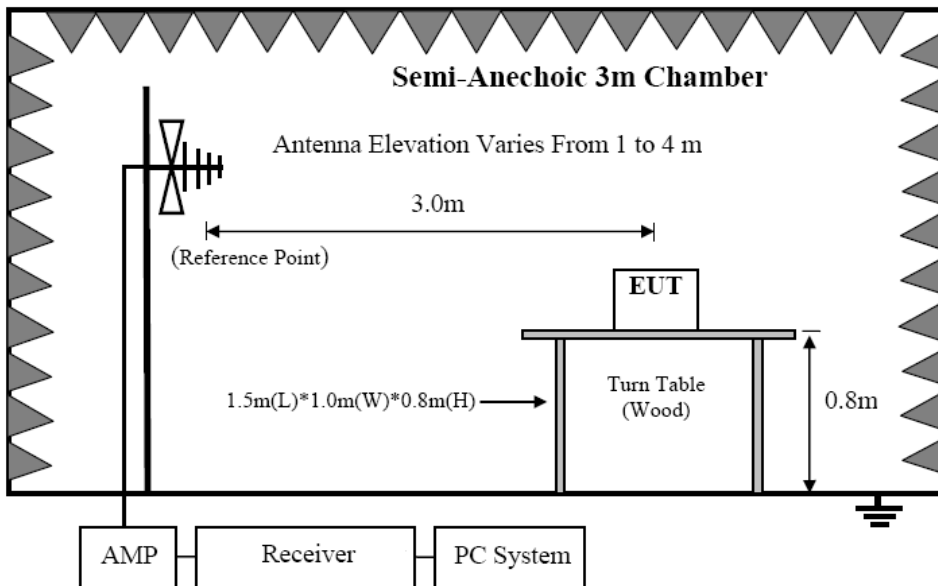 Semi-Anechoic 3m Chamber
Antenna Elevation Varies From 1 to 4 m
3.0m
(Reference Point)
EUT
1.5m(L)*1.0m(W)*0.8m(H)
Turn Table
(Wood)
0.8m
AMP
Receiver
PC System